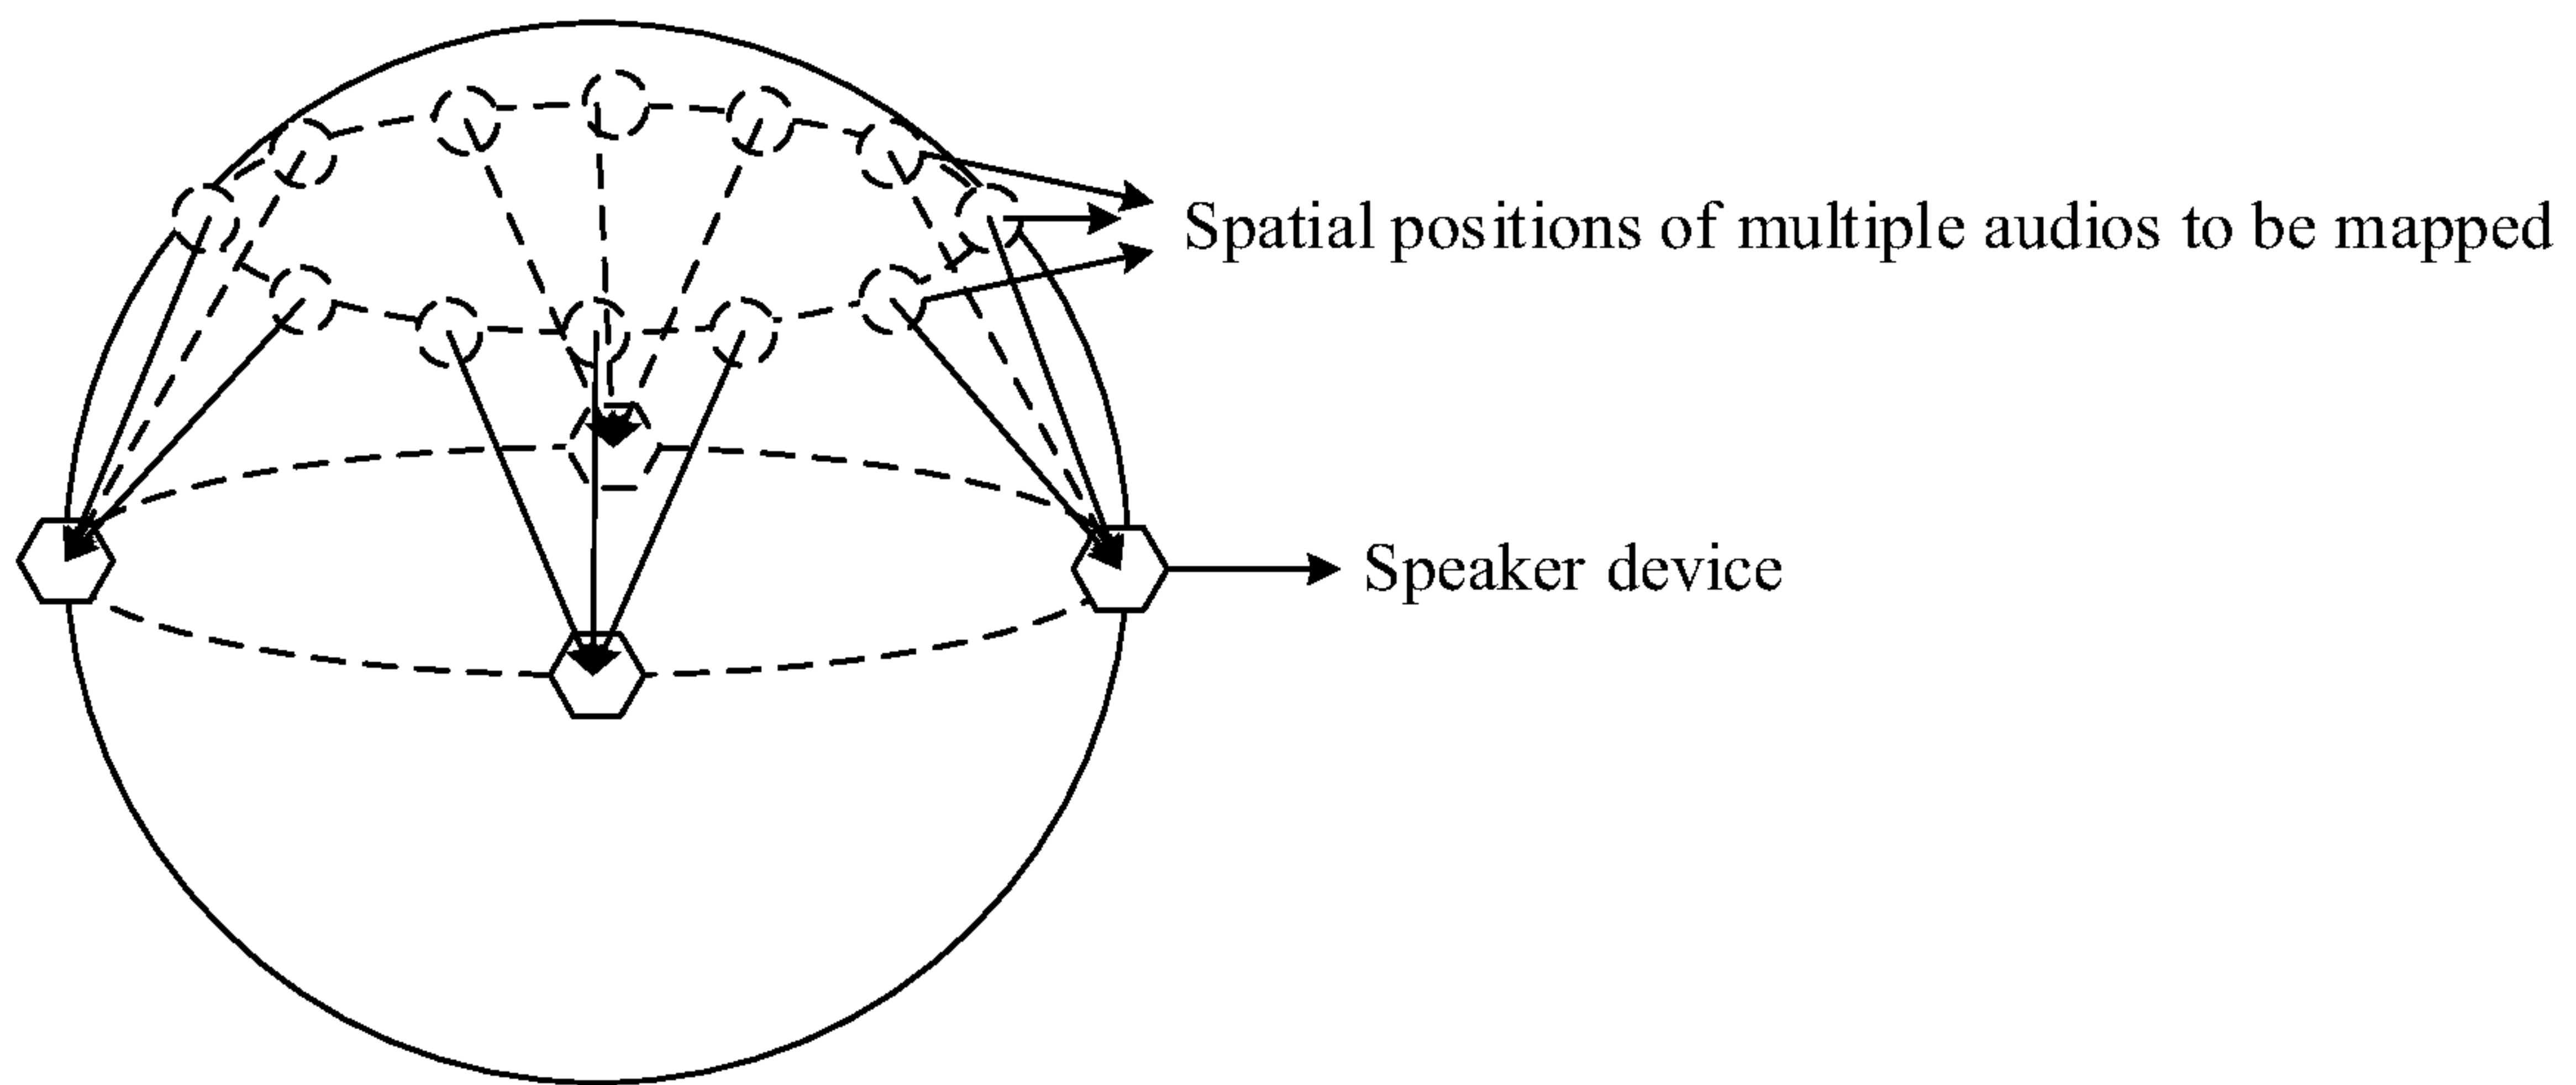 Spatial positions of multiple audios to be mapped
Speaker device